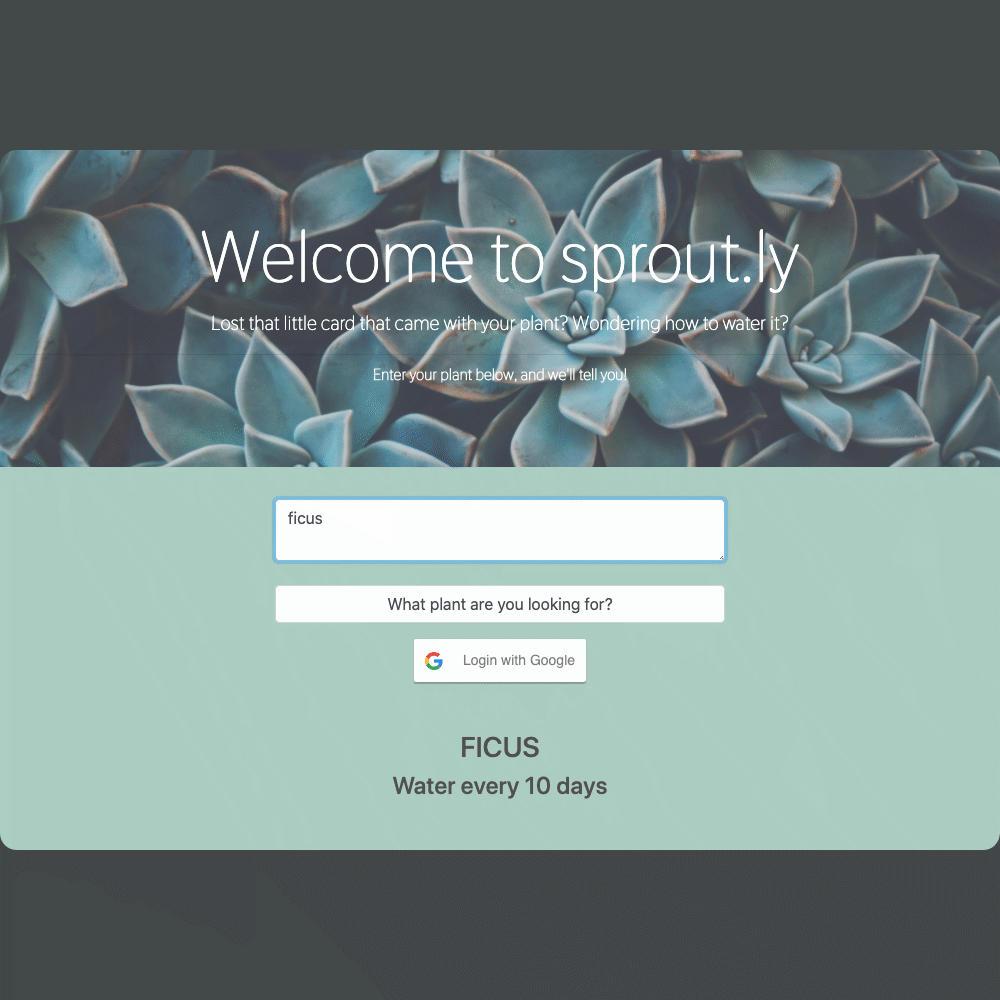 Welcome to sprout.ly
Lost that little card that came with your plant? Wondering how to water it?
Enter your plant below, and we'll tell you!
ficus
What plant are you looking for?
Login with Google
FICUS
Water every 10 days